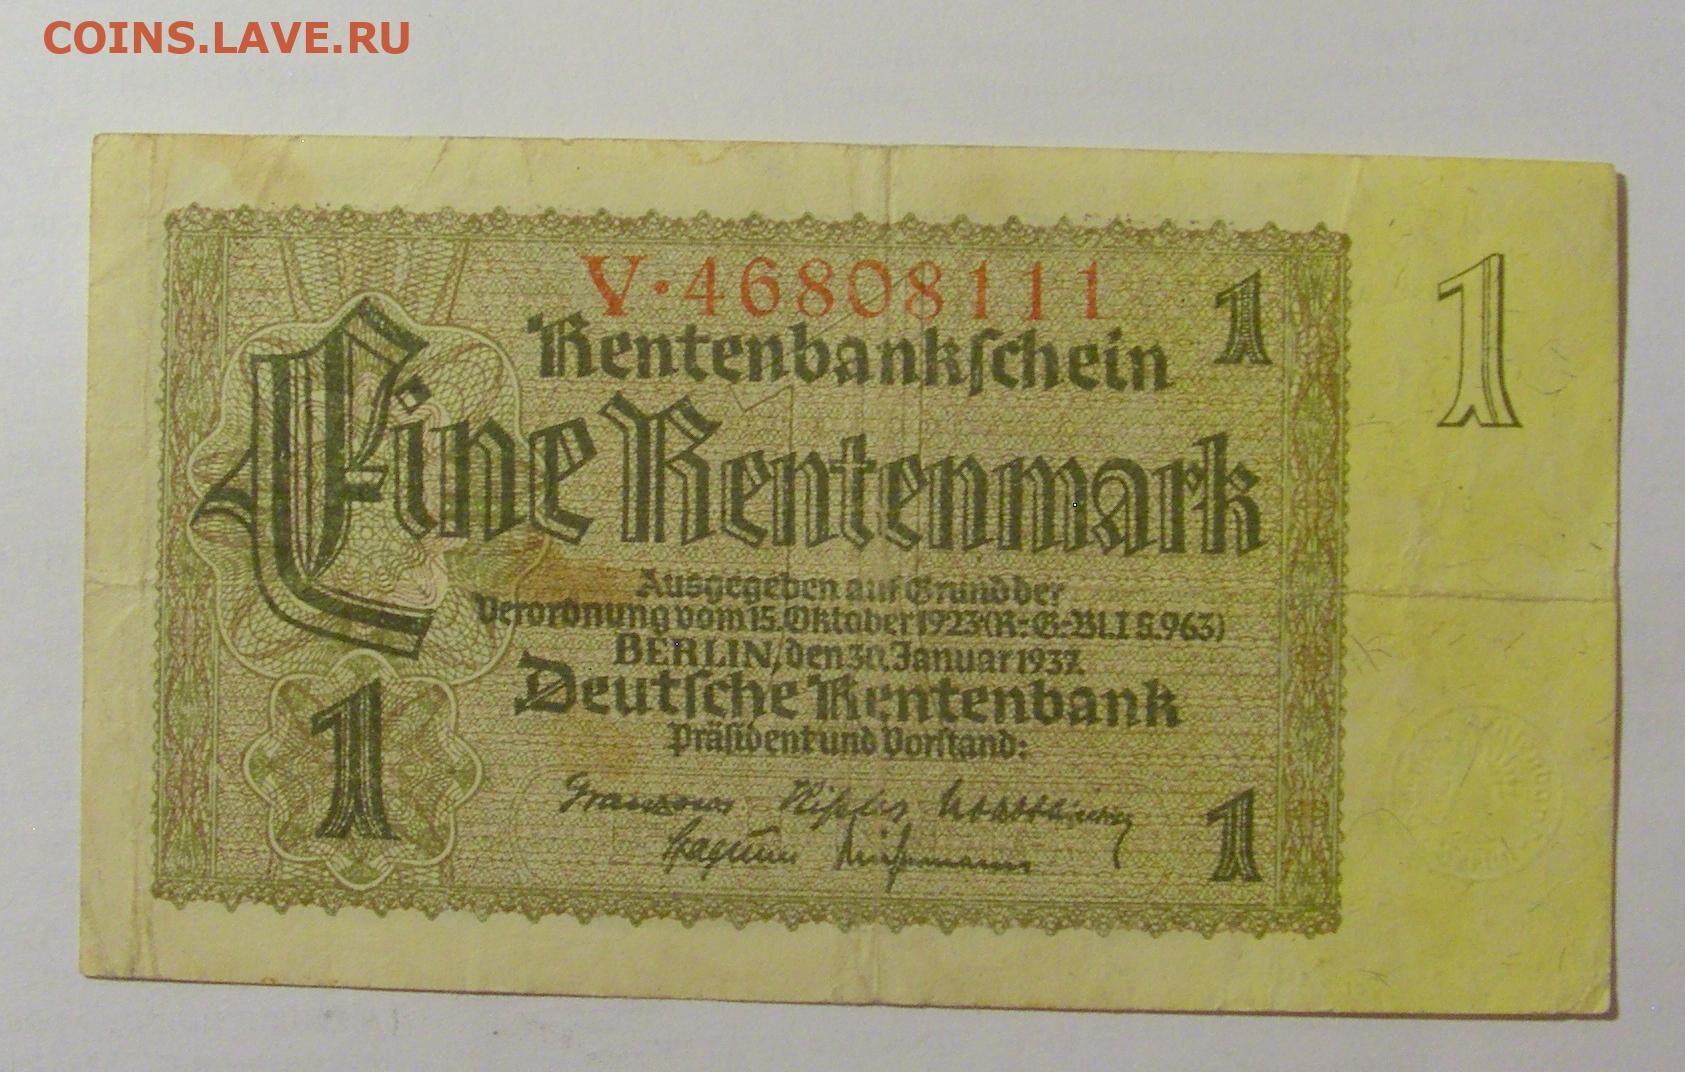 COINS.LAVE.RU
V·46808111
1
1
Rentenbankschein
Eine Rentenmark
Ausgegeben auf Grund der
Verordnung vom 15. Oktober 1923 (R.-G.-Bl. I S. 963)
BERLIN, den 30. Januar 1937
Deutsche Rentenbank
Präsident und Vorstand:
1
1